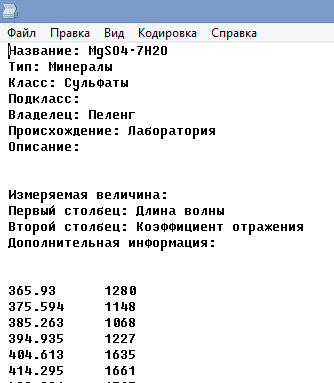 Файл Правка Вид Кодировка Справка
Название: MgSO4·7H2O
Тип: Минералы
Класс: Сульфаты
Подкласс:
Владелец: Пеленг
Происхождение: Лаборатория
Описание:
Измеряемая величина:
Первый столбец: Длина волны
Второй столбец: Коэффициент отражения
Дополнительная информация:
365.93 1280
375.594 1148
385.263 1068
394.935 1227
404.613 1635
414.295 1661